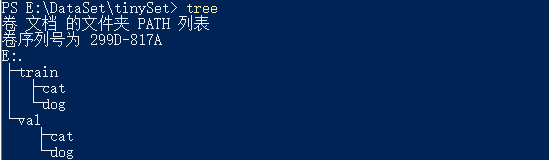 PS E:\DataSet\tinySet> tree
卷 文档 的文件夹 PATH 列表
卷序列号为 299D-817A
E:.
├─train
│  ├─cat
│  └─dog
└─val
    ├─cat
    └─dog